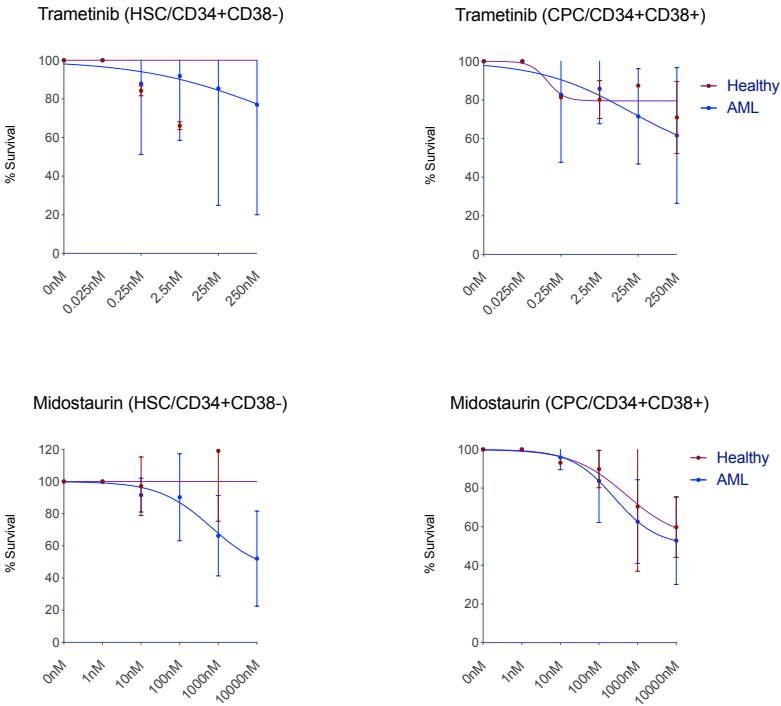 Trametinib (HSC/CD34+CD38-)
% Survival
100
80
60
40
20
0
0nM
0.025nM
0.25nM
2.5nM
25nM
250nM
Trametinib (CPC/CD34+CD38+)
% Survival
100
80
60
40
20
0
0nM
0.025nM
0.25nM
2.5nM
25nM
250nM
Healthy
AML
Midostaurin (HSC/CD34+CD38-)
% Survival
120
100
80
60
40
20
0
0nM
1nM
10nM
100nM
1000nM
10000nM
Midostaurin (CPC/CD34+CD38+)
% Survival
100
80
60
40
20
0
0nM
1nM
10nM
100nM
1000nM
10000nM
Healthy
AML